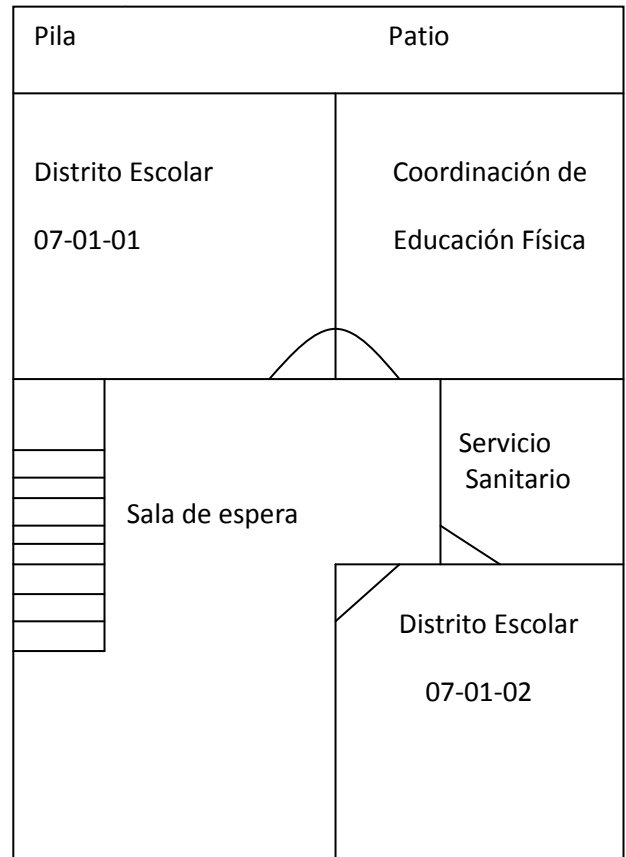 Pila Patio
Distrito Escolar
07-01-01
Coordinación de
Educación Física
Servicio
Sanitario
Sala de espera
Distrito Escolar
07-01-02